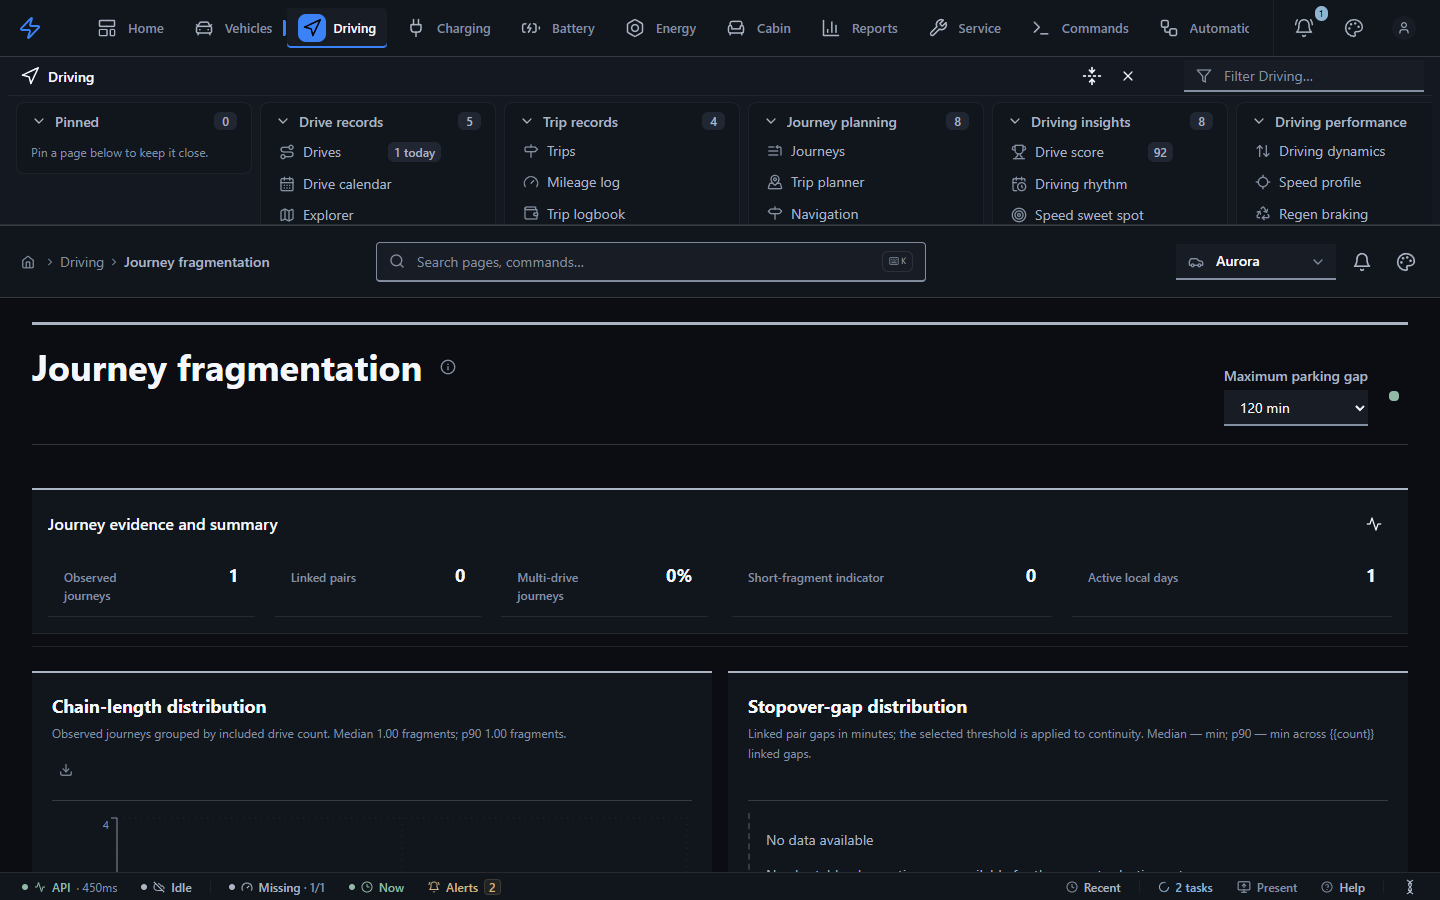 Home
Vehicles
Driving
Charging
Battery
Energy
Cabin
Reports
Service
Commands
Automatic
1
Driving
Filter Driving...
Pinned 0
Pin a page below to keep it close.
Drive records 5
Drives 1 today
Drive calendar
Explorer
Trip records 4
Trips
Mileage log
Trip logbook
Journey planning 8
Journeys
Trip planner
Navigation
Driving insights 8
Drive score 92
Driving rhythm
Speed sweet spot
Driving performance
Driving dynamics
Speed profile
Regen braking
Driving
Journey fragmentation
Search pages, commands...
K
Aurora
Journey fragmentation
Maximum parking gap
120 min
Journey evidence and summary
Observed journeys 1
Linked pairs 0
Multi-drive journeys 0%
Short-fragment indicator 0
Active local days 1
Chain-length distribution
Observed journeys grouped by included drive count. Median 1.00 fragments; p90 1.00 fragments.
4
Stopover-gap distribution
Linked pair gaps in minutes; the selected threshold is applied to continuity. Median — min; p90 — min across {{count}}
linked gaps.
No data available
API · 450ms
Idle
Missing · 1/1
Now
Alerts 2
Recent
2 tasks
Present
Help